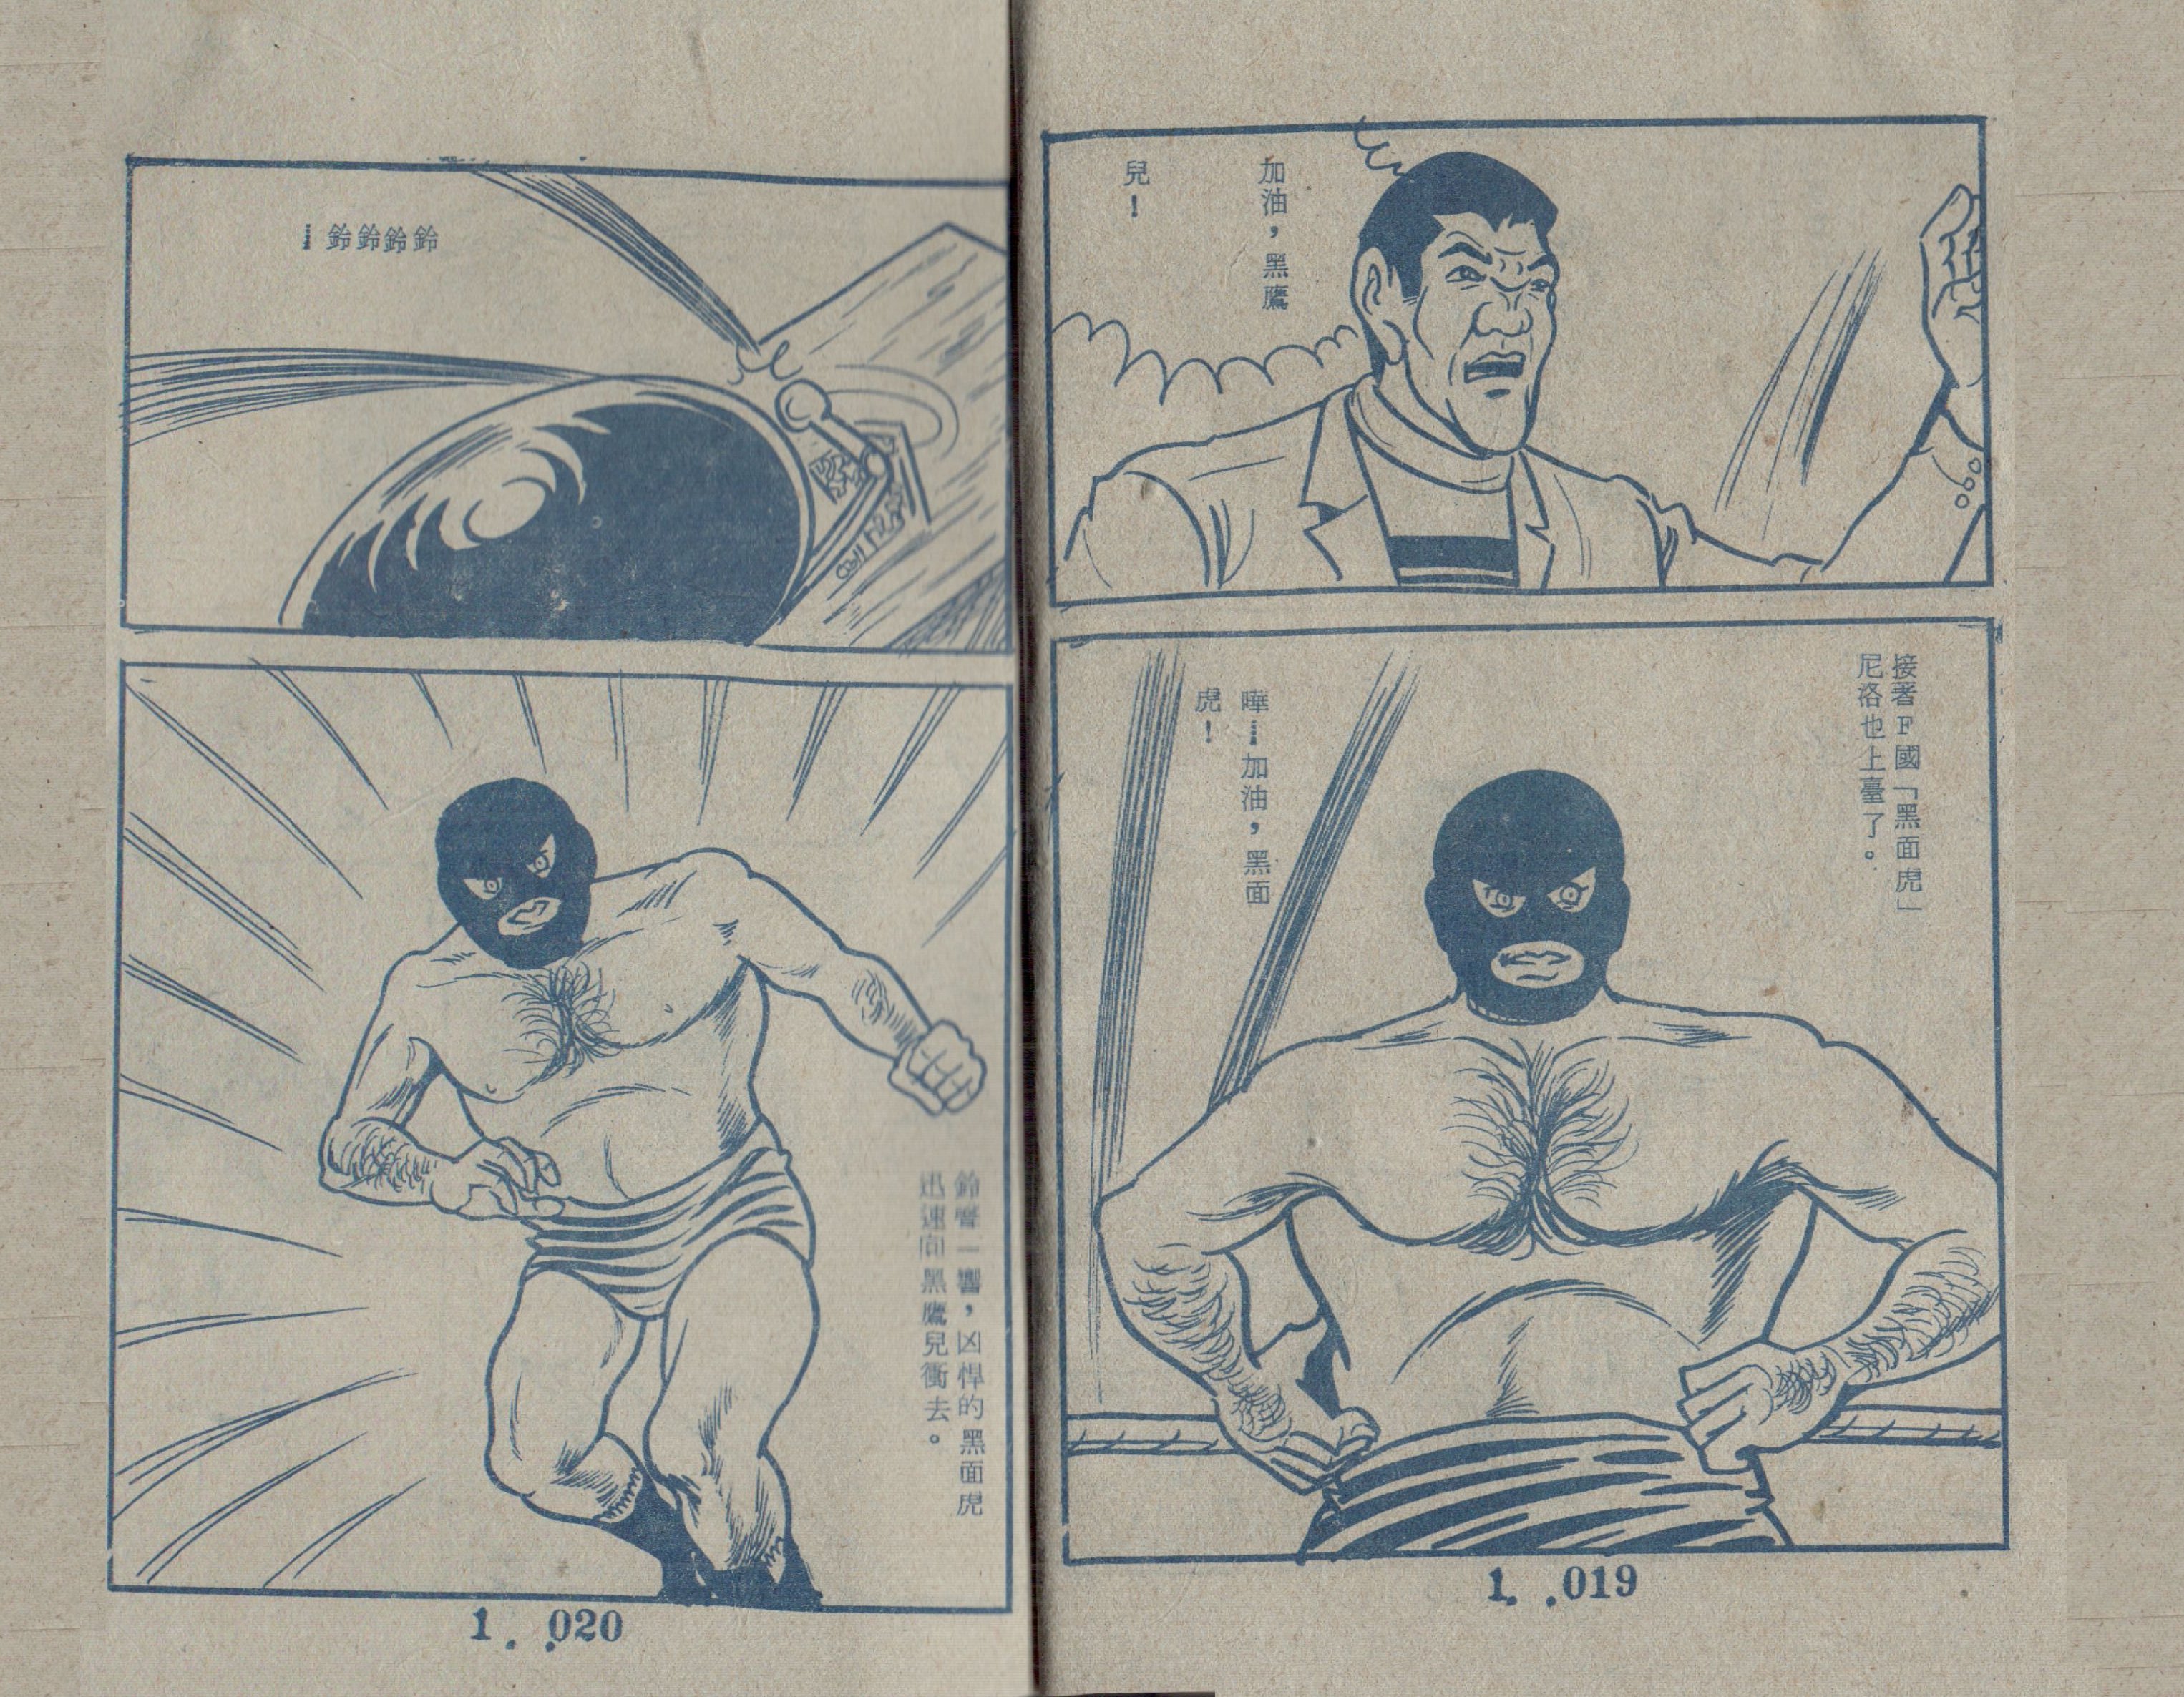 加油，黑鷹
兒！
接著F國「黑面虎」
尼洛也上臺了。
嘩⋯加油，黑面
虎！
1. .019
鈴鈴鈴鈴⋯
鈴聲一響，凶悍的黑面虎
迅速向黑鷹兒衝去。
1. .020